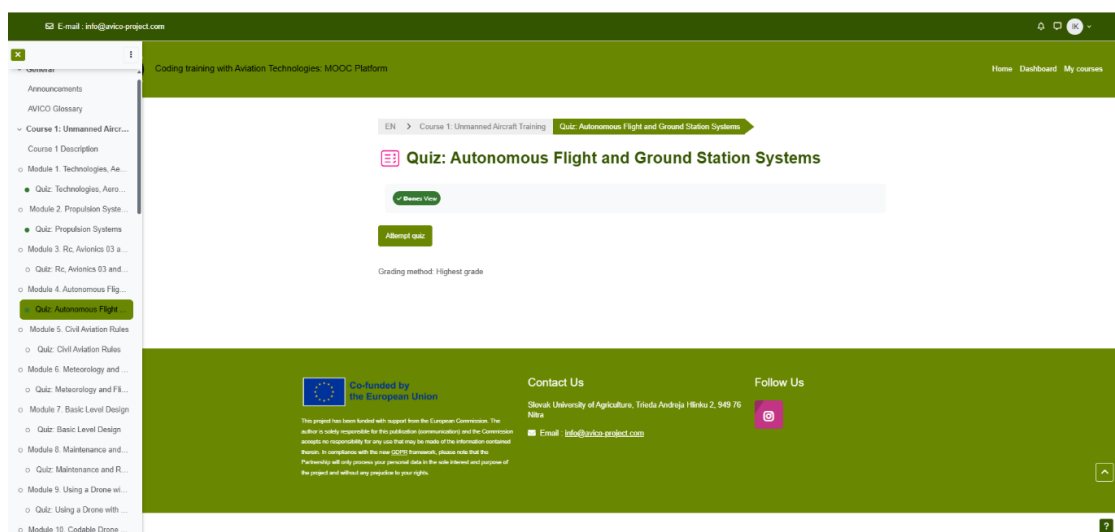 E-mail : info@avico-project.com
IK
General
Announcements
AVICO Glossary
Course 1: Unmanned Aircr...
Course 1 Description
Module 1. Technologies, Ae...
Quiz: Technologies, Aero...
Module 2. Propulsion Syste...
Quiz: Propulsion Systems
Module 3. Rc, Avionics 03 a...
Quiz: Rc, Avionics 03 and...
Module 4. Autonomous Flig...
Quiz: Autonomous Flight ...
Module 5. Civil Aviation Rules
Quiz: Civil Aviation Rules
Module 6. Meteorology and ...
Quiz: Meteorology and Fli...
Module 7. Basic Level Design
Quiz: Basic Level Design
Module 8. Maintenance and...
Quiz: Maintenance and R...
Module 9. Using a Drone wi...
Quiz: Using a Drone with ...
Module 10. Codable Drone ...
Coding training with Aviation Technologies: MOOC Platform
Home Dashboard My courses
EN > Course 1: Unmanned Aircraft Training Quiz: Autonomous Flight and Ground Station Systems
Quiz: Autonomous Flight and Ground Station Systems
✓ Done: View
Attempt quiz
Grading method: Highest grade
Co-funded by
the European Union
This project has been funded with support from the European Commission. The
author is solely responsible for this publication (communication) and the Commission
accepts no responsibility for any use that may be made of the information contained
therein. In compliance with the new GDPR framework, please note that the
Partnership will only process your personal data in the sole interest and purpose of
the project and without any prejudice to your rights.
Contact Us
Slovak University of Agriculture, Trieda Andreja Hlinku 2, 949 76
Nitra
Email : info@avico-project.com
Follow Us
?